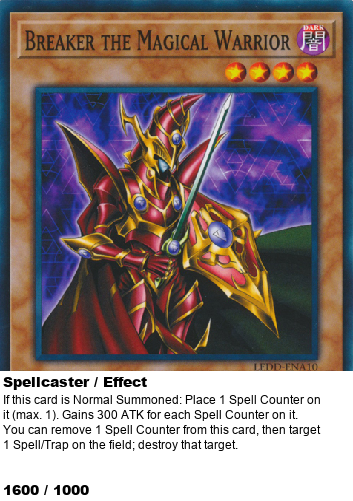 BREAKER THE MAGICAL WARRIOR
DARK
闇
LEDD-ENA10
Spellcaster / Effect
If this card is Normal Summoned: Place 1 Spell Counter on
it (max. 1). Gains 300 ATK for each Spell Counter on it.
You can remove 1 Spell Counter from this card, then target
1 Spell/Trap on the field; destroy that target.
1600 / 1000